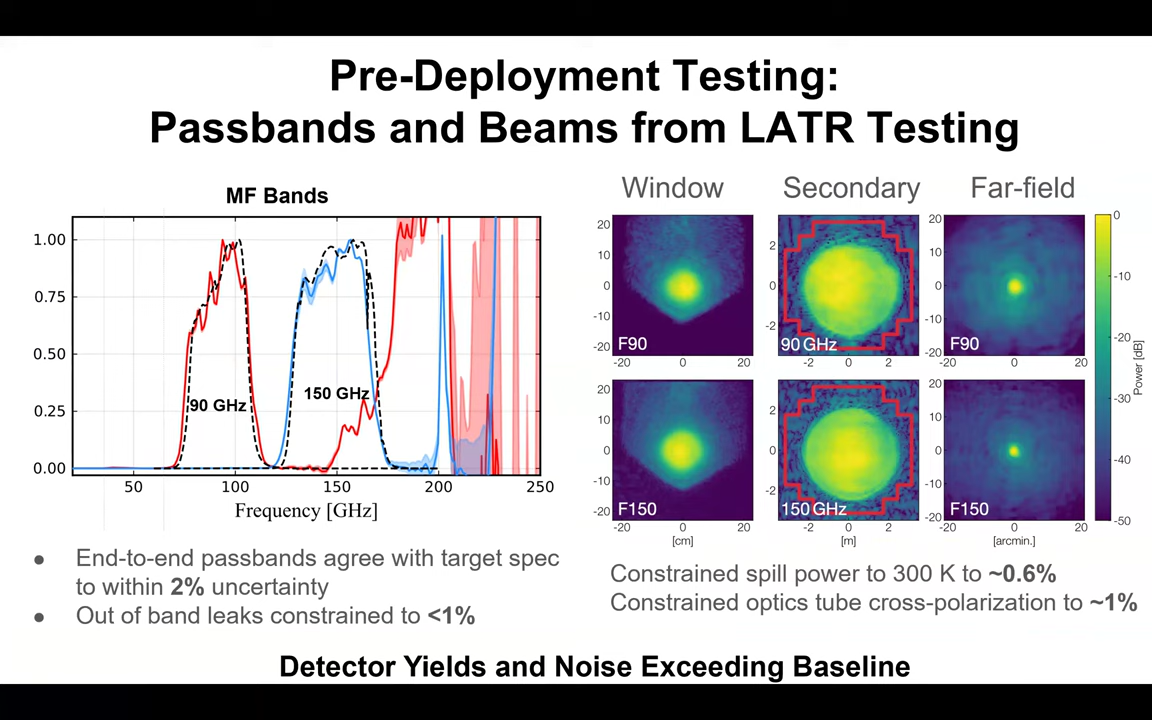 Pre-Deployment Testing:
Passbands and Beams from LATR Testing
MF Bands
1.00
0.75
0.50
0.25
0.00
90 GHz
150 GHz
50
100
150
200
250
Frequency [GHz]
Window
Secondary
Far-field
20
10
0
-10
-20
F90
-20
0
20
2
0
-2
90 GHz
-2
0
2
20
10
0
-10
-20
F90
-20
0
20
20
10
0
-10
-20
F150
-20
0
20
[cm]
2
0
-2
150 GHz
-2
0
2
[m]
20
10
0
-10
-20
F150
-20
0
20
[arcmin.]
0
-10
-20
-30
-40
-50
Power [dB]
● End-to-end passbands agree with target spec
to within 2% uncertainty
● Out of band leaks constrained to <1%
Constrained spill power to 300 K to ~0.6%
Constrained optics tube cross-polarization to ~1%
Detector Yields and Noise Exceeding Baseline